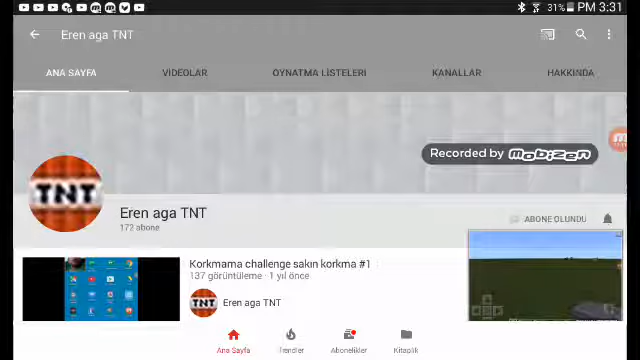 31% PM 3:31
Eren aga TNT
ANA SAYFA VIDEOLAR OYNATMA LİSTELERİ KANALLAR HAKKINDA
Recorded by mobizen
TNT
Eren aga TNT
172 abone
ABONE OLUNDU
Korkmama challenge sakın korkma #1
137 görüntüleme · 1 yıl önce
TNT
Eren aga TNT
Ana Sayfa Trendler Abonelikler Kitaplık